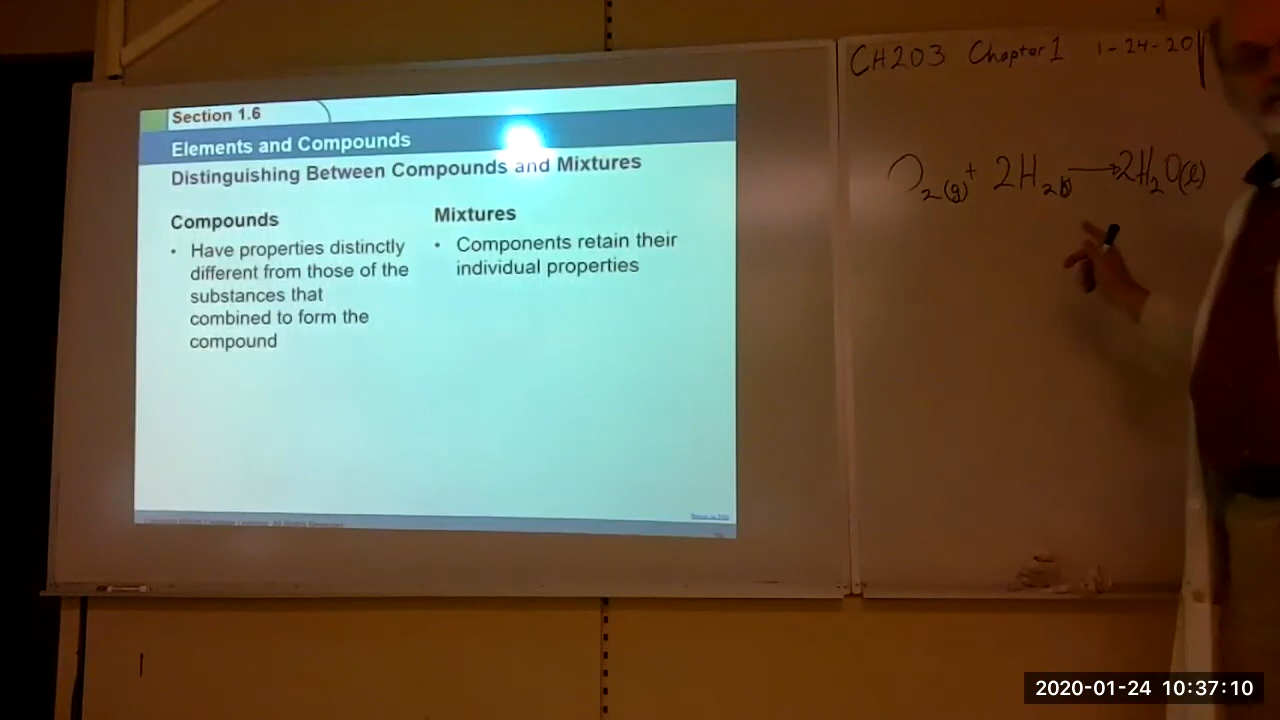 Section 1.6
Elements and Compounds
Distinguishing Between Compounds and Mixtures
Compounds
• Have properties distinctly
different from those of the
substances that
combined to form the
compound
Mixtures
• Components retain their
individual properties
CH203 Chapter 1 1-24-20
O2(g) + 2H2(g) → 2H2O(l)
2020-01-24 10:37:10